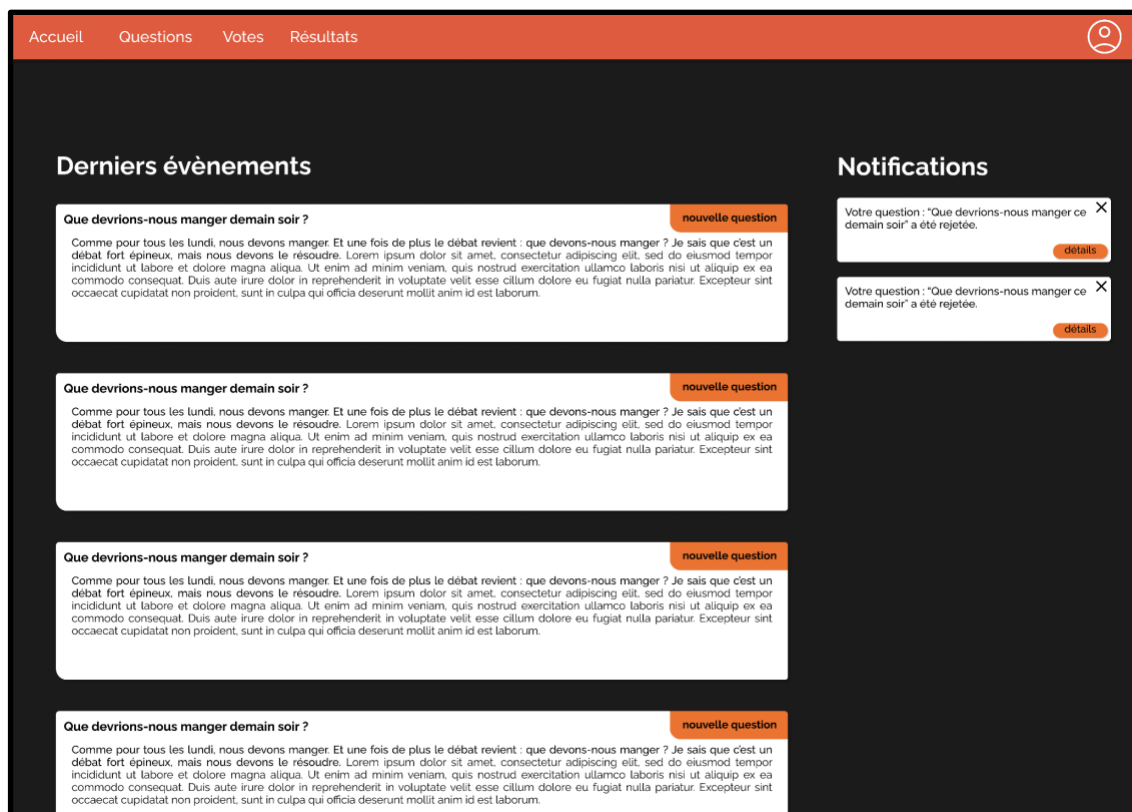 Accueil Questions Votes Résultats
Derniers évènements
Que devrions-nous manger demain soir ?
nouvelle question
Comme pour tous les lundi, nous devons manger. Et une fois de plus le débat revient : que devons-nous manger ? Je sais que c'est un
débat fort épineux, mais nous devons le résoudre. Lorem ipsum dolor sit amet, consectetur adipiscing elit, sed do eiusmod tempor
incididunt ut labore et dolore magna aliqua. Ut enim ad minim veniam, quis nostrud exercitation ullamco laboris nisi ut aliquip ex ea
commodo consequat. Duis aute irure dolor in reprehenderit in voluptate velit esse cillum dolore eu fugiat nulla pariatur. Excepteur sint
occaecat cupidatat non proident, sunt in culpa qui officia deserunt mollit anim id est laborum.
Que devrions-nous manger demain soir ?
nouvelle question
Comme pour tous les lundi, nous devons manger. Et une fois de plus le débat revient : que devons-nous manger ? Je sais que c'est un
débat fort épineux, mais nous devons le résoudre. Lorem ipsum dolor sit amet, consectetur adipiscing elit, sed do eiusmod tempor
incididunt ut labore et dolore magna aliqua. Ut enim ad minim veniam, quis nostrud exercitation ullamco laboris nisi ut aliquip ex ea
commodo consequat. Duis aute irure dolor in reprehenderit in voluptate velit esse cillum dolore eu fugiat nulla pariatur. Excepteur sint
occaecat cupidatat non proident, sunt in culpa qui officia deserunt mollit anim id est laborum.
Que devrions-nous manger demain soir ?
nouvelle question
Comme pour tous les lundi, nous devons manger. Et une fois de plus le débat revient : que devons-nous manger ? Je sais que c'est un
débat fort épineux, mais nous devons le résoudre. Lorem ipsum dolor sit amet, consectetur adipiscing elit, sed do eiusmod tempor
incididunt ut labore et dolore magna aliqua. Ut enim ad minim veniam, quis nostrud exercitation ullamco laboris nisi ut aliquip ex ea
commodo consequat. Duis aute irure dolor in reprehenderit in voluptate velit esse cillum dolore eu fugiat nulla pariatur. Excepteur sint
occaecat cupidatat non proident, sunt in culpa qui officia deserunt mollit anim id est laborum.
Que devrions-nous manger demain soir ?
nouvelle question
Comme pour tous les lundi, nous devons manger. Et une fois de plus le débat revient : que devons-nous manger ? Je sais que c'est un
débat fort épineux, mais nous devons le résoudre. Lorem ipsum dolor sit amet, consectetur adipiscing elit, sed do eiusmod tempor
incididunt ut labore et dolore magna aliqua. Ut enim ad minim veniam, quis nostrud exercitation ullamco laboris nisi ut aliquip ex ea
commodo consequat. Duis aute irure dolor in reprehenderit in voluptate velit esse cillum dolore eu fugiat nulla pariatur. Excepteur sint
occaecat cupidatat non proident, sunt in culpa qui officia deserunt mollit anim id est laborum.
Notifications
Votre question : "Que devrions-nous manger ce
demain soir" a été rejetée.
détails
Votre question : "Que devrions-nous manger ce
demain soir" a été rejetée.
détails